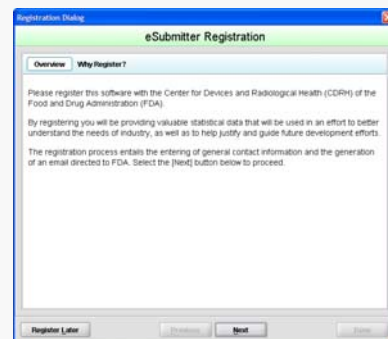 Registration Dialog
eSubmitter Registration
Overview Why Register?
Please register this software with the Center for Devices and Radiological Health (CDRH) of the
Food and Drug Administration (FDA).
By registering you will be providing valuable statistical data that will be used in an effort to better
understand the needs of industry, as well as to help justify and guide future development efforts.
The registration process entails the entering of general contact information and the generation
of an email directed to FDA. Select the [Next] button below to proceed.
Register Later Previous Next